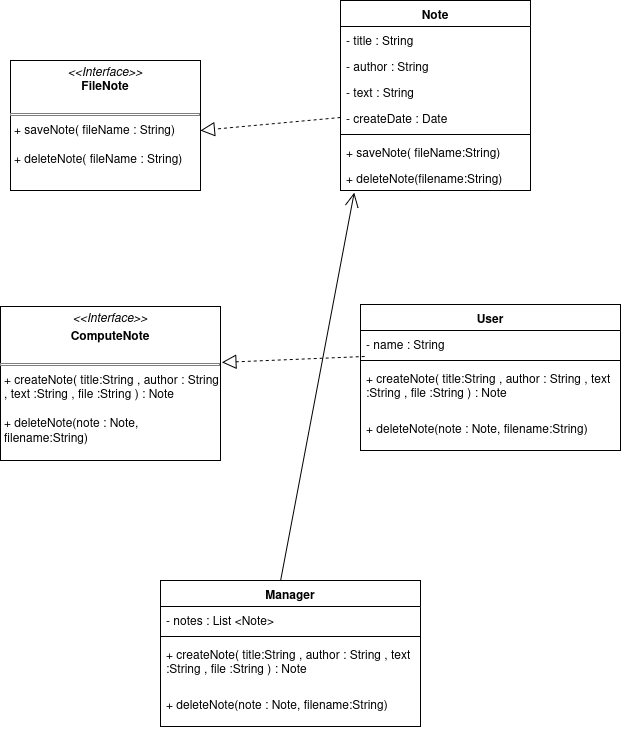 Note
- title : String
- author : String
- text : String
- createDate : Date
+ saveNote( fileName:String)
+ deleteNote(filename:String)
<<Interface>>
FileNote
+ saveNote( fileName : String)
+ deleteNote( fileName : String)
<<Interface>>
ComputeNote
+ createNote( title:String , author : String
, text :String , file :String ) : Note
+ deleteNote(note : Note,
filename:String)
User
- name : String
+ createNote( title:String , author : String , text
:String , file :String ) : Note
+ deleteNote(note : Note, filename:String)
Manager
- notes : List <Note>
+ createNote( title:String , author : String , text
:String , file :String ) : Note
+ deleteNote(note : Note, filename:String)